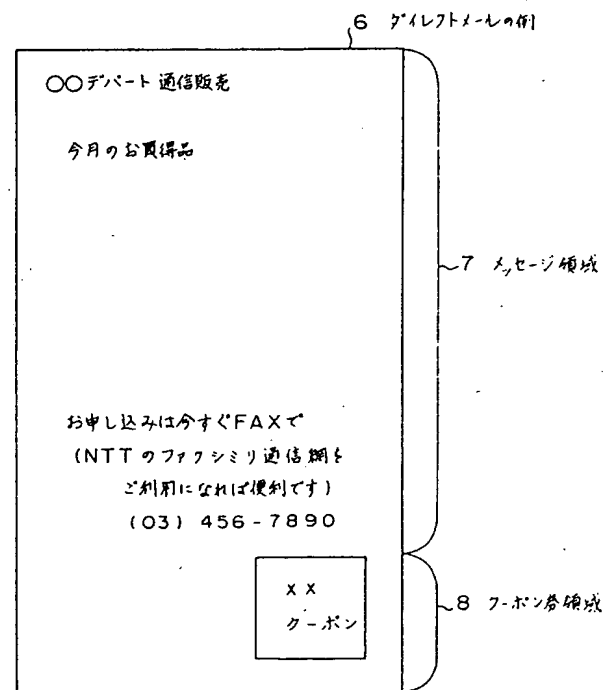 6 ダイレクトメールの例
○○デパート 通信販売
今月のお買得品
7 メッセージ領域
お申し込みは今すぐFAXで
(NTTのファクシミリ通信網を
ご利用になれば便利です)
(03) 456-7890
××
クーポン
8 クーポン券領域